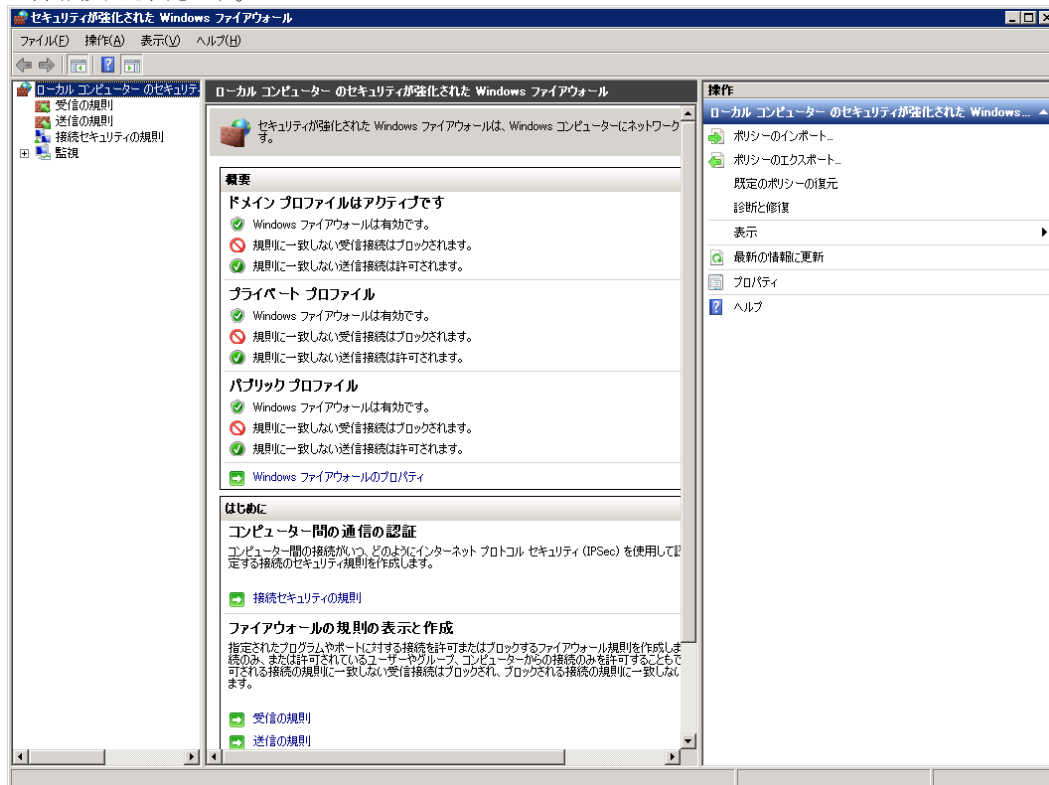 セキュリティが強化された Windows ファイアウォール
ファイル(F) 操作(A) 表示(V) ヘルプ(H)
ローカル コンピューター のセキュリテ
受信の規則
送信の規則
接続セキュリティの規則
監視
ローカル コンピューター のセキュリティが強化された Windows ファイアウォール
セキュリティが強化された Windows ファイアウォールは、Windows コンピューターにネットワーク
す。
概要
ドメイン プロファイルはアクティブです
Windows ファイアウォールは有効です。
規則に一致しない受信接続はブロックされます。
規則に一致しない送信接続は許可されます。
プライベート プロファイル
Windows ファイアウォールは有効です。
規則に一致しない受信接続はブロックされます。
規則に一致しない送信接続は許可されます。
パブリック プロファイル
Windows ファイアウォールは有効です。
規則に一致しない受信接続はブロックされます。
規則に一致しない送信接続は許可されます。
Windows ファイアウォールのプロパティ
はじめに
コンピューター間の通信の認証
コンピューター間の接続がいつ、どのようにインターネット プロトコル セキュリティ (IPSec) を使用して
定する接続のセキュリティ規則を作成します。
接続セキュリティの規則
ファイアウォールの規則の表示と作成
指定されたプログラムやポートに対する接続を許可またはブロックするファイアウォール規則を作成しま
続のみ、または許可されているユーザーやグループ、コンピューターからの接続のみを許可することもで
可される接続の規則に一致しない受信接続はブロックされ、ブロックされる接続の規則に一致しない
ます。
受信の規則
送信の規則
操作
ローカル コンピューター のセキュリティが強化された Windows...
ポリシーのインポート...
ポリシーのエクスポート...
既定のポリシーの復元
診断と修復
表示
最新の情報に更新
プロパティ
ヘルプ